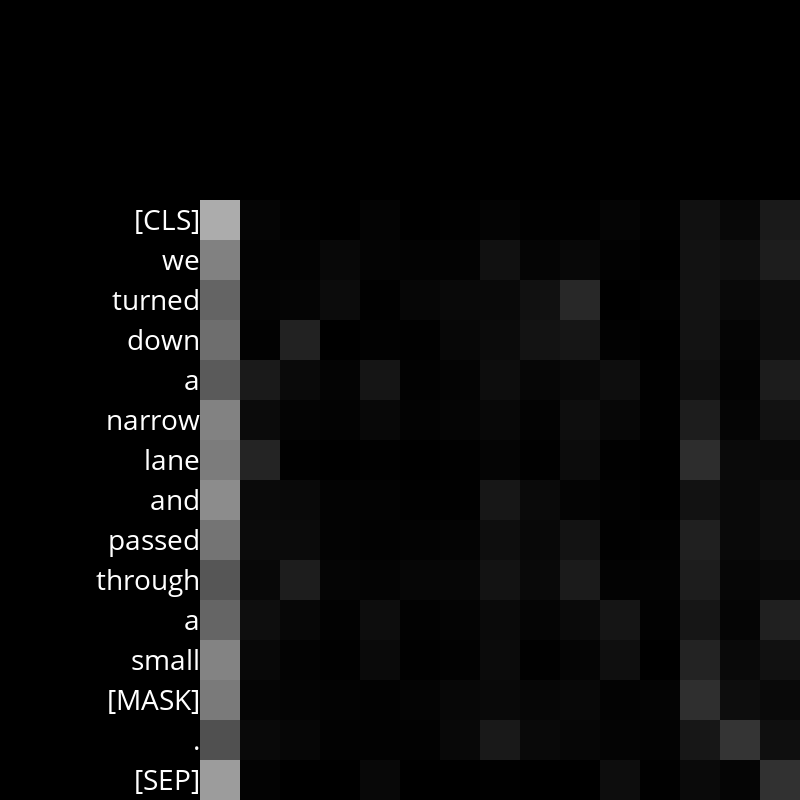 [CLS]
we
turned
down
a
narrow
lane
and
passed
through
a
small
[MASK]
.
[SEP]